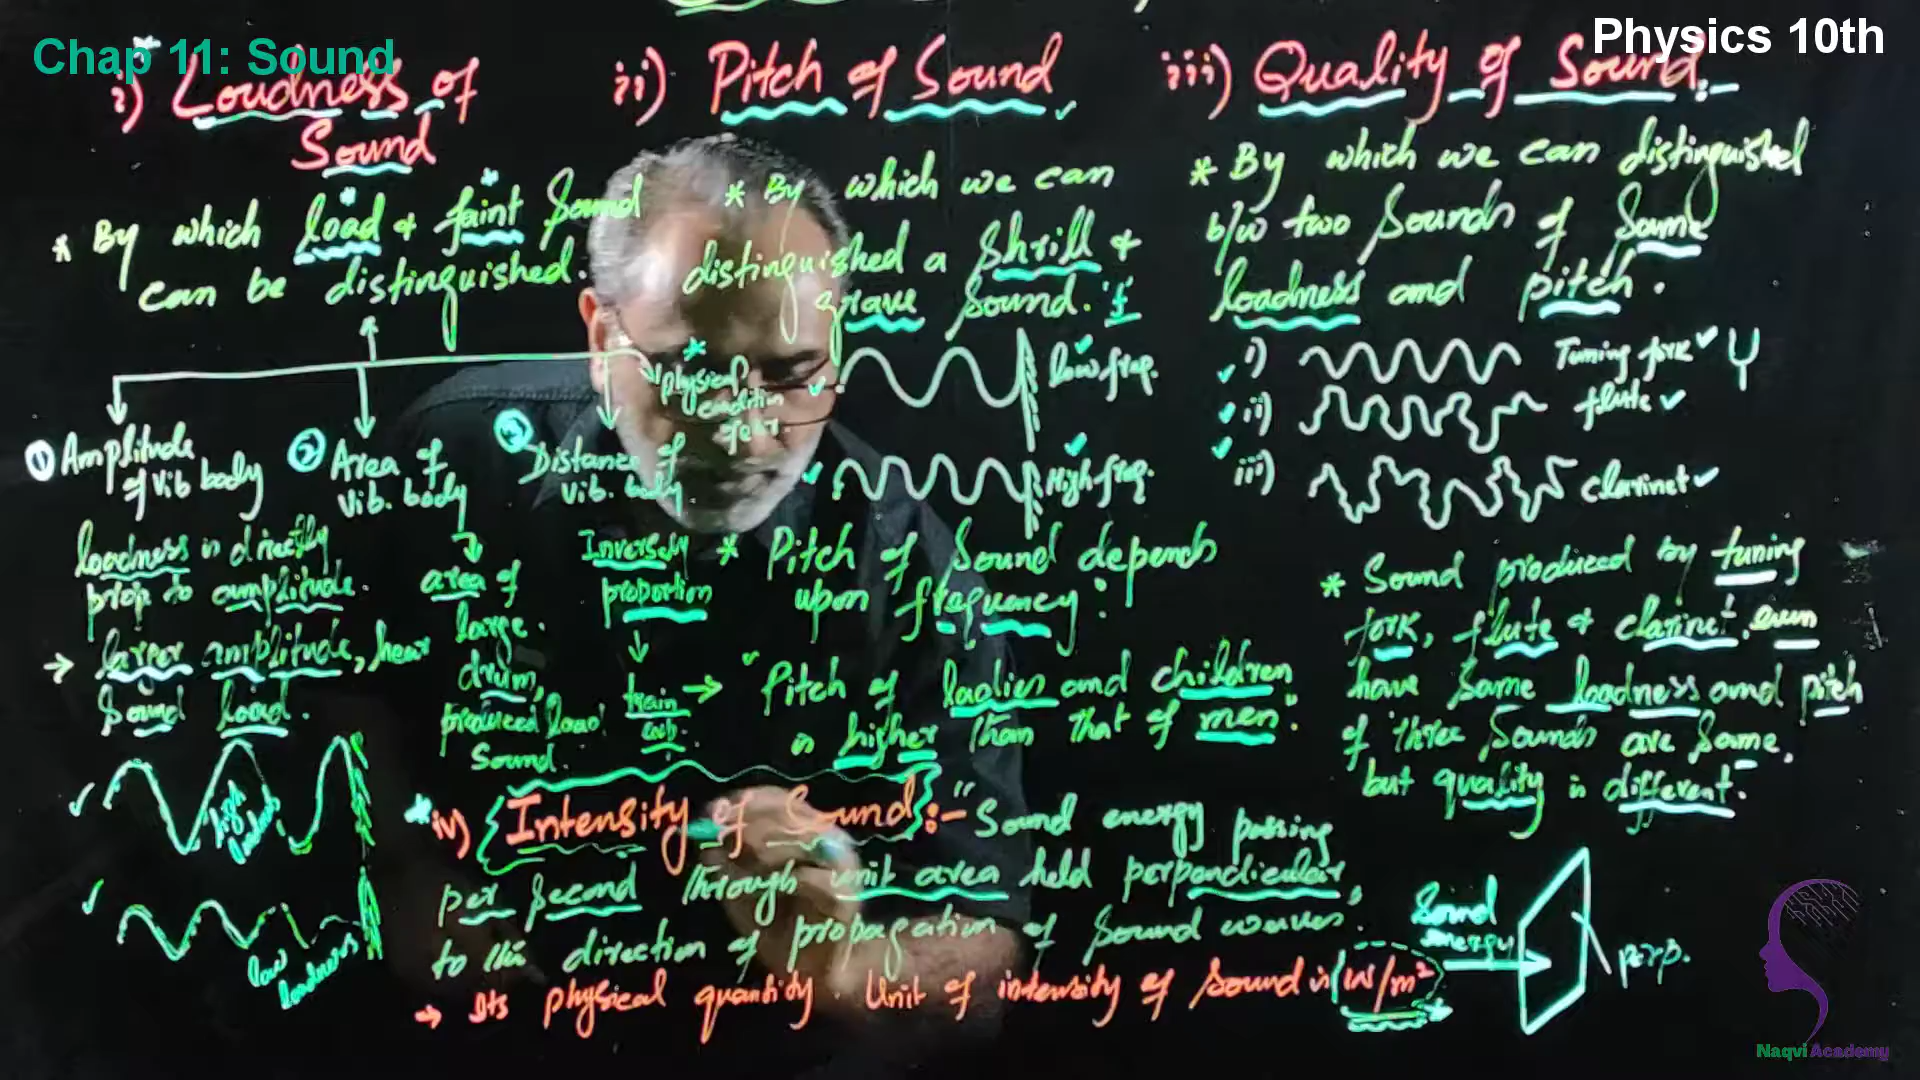 Chap 11: Sound
Physics 10th
i) Loudness of
Sound
* By which load & faint Sound
can be distinguished.
① Amplitude
of vib body
loadness is directly
prop to amplitude.
→ larger amplitude, hear
Sound load.
high
loudness
low
loudness
② Area of
vib. body
area of
large.
drum,
produced load
Sound.
③ Distance of
vib. body.
Inversely
proportion
train
physical
condition
of ear.
ii) Pitch of Sound
* By which we can
distinguished a shrill &
grave Sound. 'f'
low freq.
High freq.
* Pitch of Sound depends
upon frequency:
→ "Pitch of ladies and children
is higher than that of men".
iii) Quality of Sound:-
* By which we can distinguished
b/w two Sounds of Same
loadness and pitch.
i) Tuning fork
ii) flute
iii) clarinet
* Sound produced by tuning
fork, flute & clarinet, even
have Same loadness and pitch
of three Sounds are Same,
but quality is different.
* iv) Intensity of Sound:- "Sound energy passing
per second through unit area held perpendicular,
to the direction of propagation of Sound waves.
→ Its physical quantity. Unit of intensity of Sound is (W/m²)
Sound
energy
perp.
Naqvi Academy